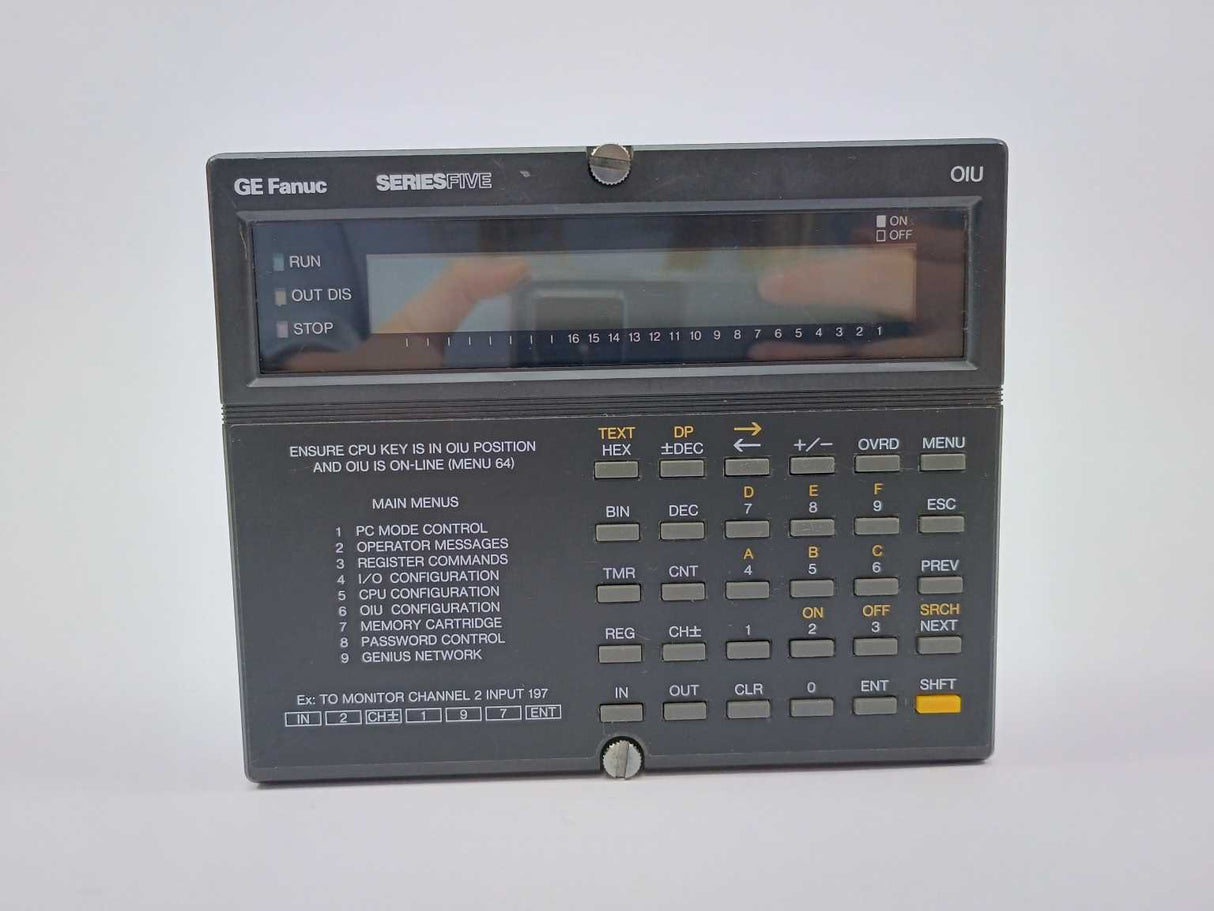 GE Fanuc SERIES FIVE OIU
ON
OFF
RUN
OUT DIS
STOP
16 15 14 13 12 11 10 9 8 7 6 5 4 3 2 1
ENSURE CPU KEY IS IN OIU POSITION
AND OIU IS ON-LINE (MENU 64)
MAIN MENUS
1 PC MODE CONTROL
2 OPERATOR MESSAGES
3 REGISTER COMMANDS
4 I/O CONFIGURATION
5 CPU CONFIGURATION
6 OIU CONFIGURATION
7 MEMORY CARTRIDGE
8 PASSWORD CONTROL
9 GENIUS NETWORK
Ex: TO MONITOR CHANNEL 2 INPUT 197
IN 2 CH± 1 9 7 ENT
TEXT DP →
HEX ±DEC ← +/− OVRD MENU
D E F
BIN DEC 7 8 9 ESC
A B C
TMR CNT 4 5 6 PREV
ON OFF SRCH
REG CH± 1 2 3 NEXT
IN OUT CLR 0 ENT SHFT